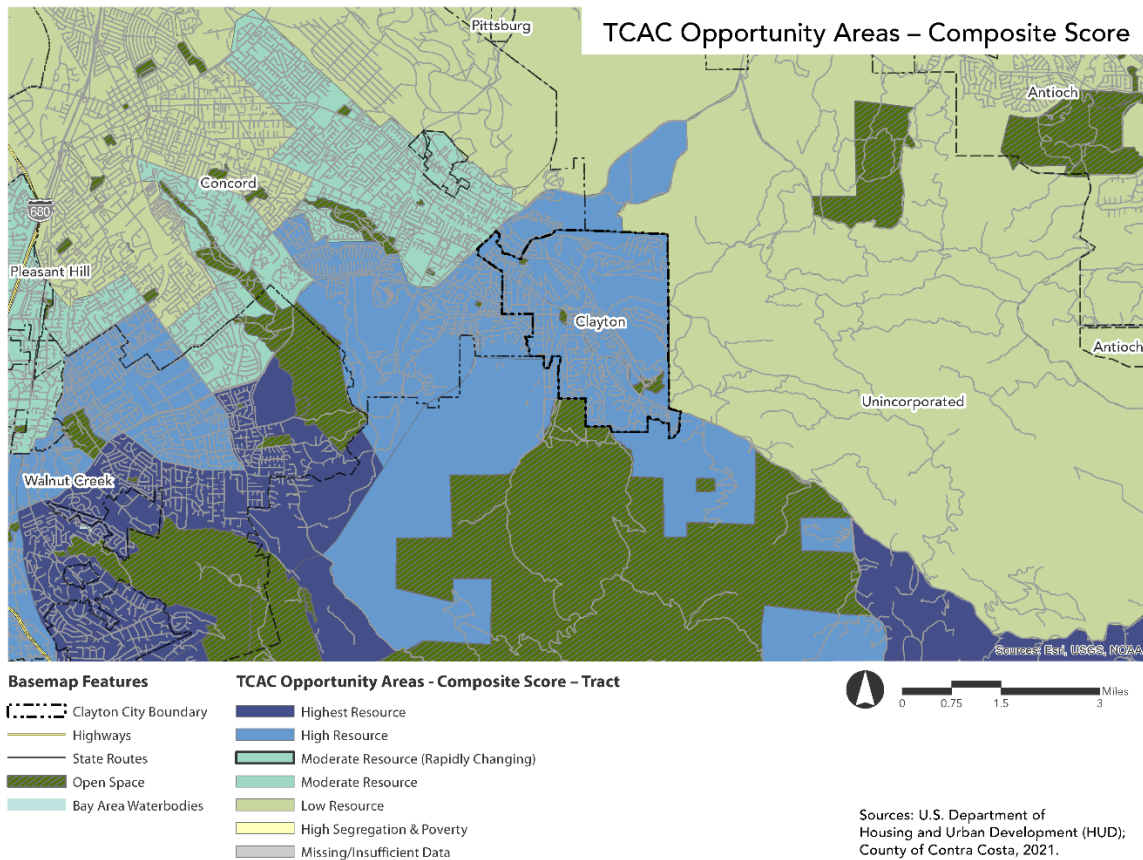 TCAC Opportunity Areas – Composite Score
Pittsburg
Antioch
Concord
680
Pleasant Hill
Clayton
Antioch
Unincorporated
Walnut Creek
Sources: Esri, USGS, NOAA
Basemap Features
Clayton City Boundary
Highways
State Routes
Open Space
Bay Area Waterbodies
TCAC Opportunity Areas - Composite Score – Tract
Highest Resource
High Resource
Moderate Resource (Rapidly Changing)
Moderate Resource
Low Resource
High Segregation & Poverty
Missing/Insufficient Data
Miles
0 0.75 1.5 3
Sources: U.S. Department of
Housing and Urban Development (HUD);
County of Contra Costa, 2021.